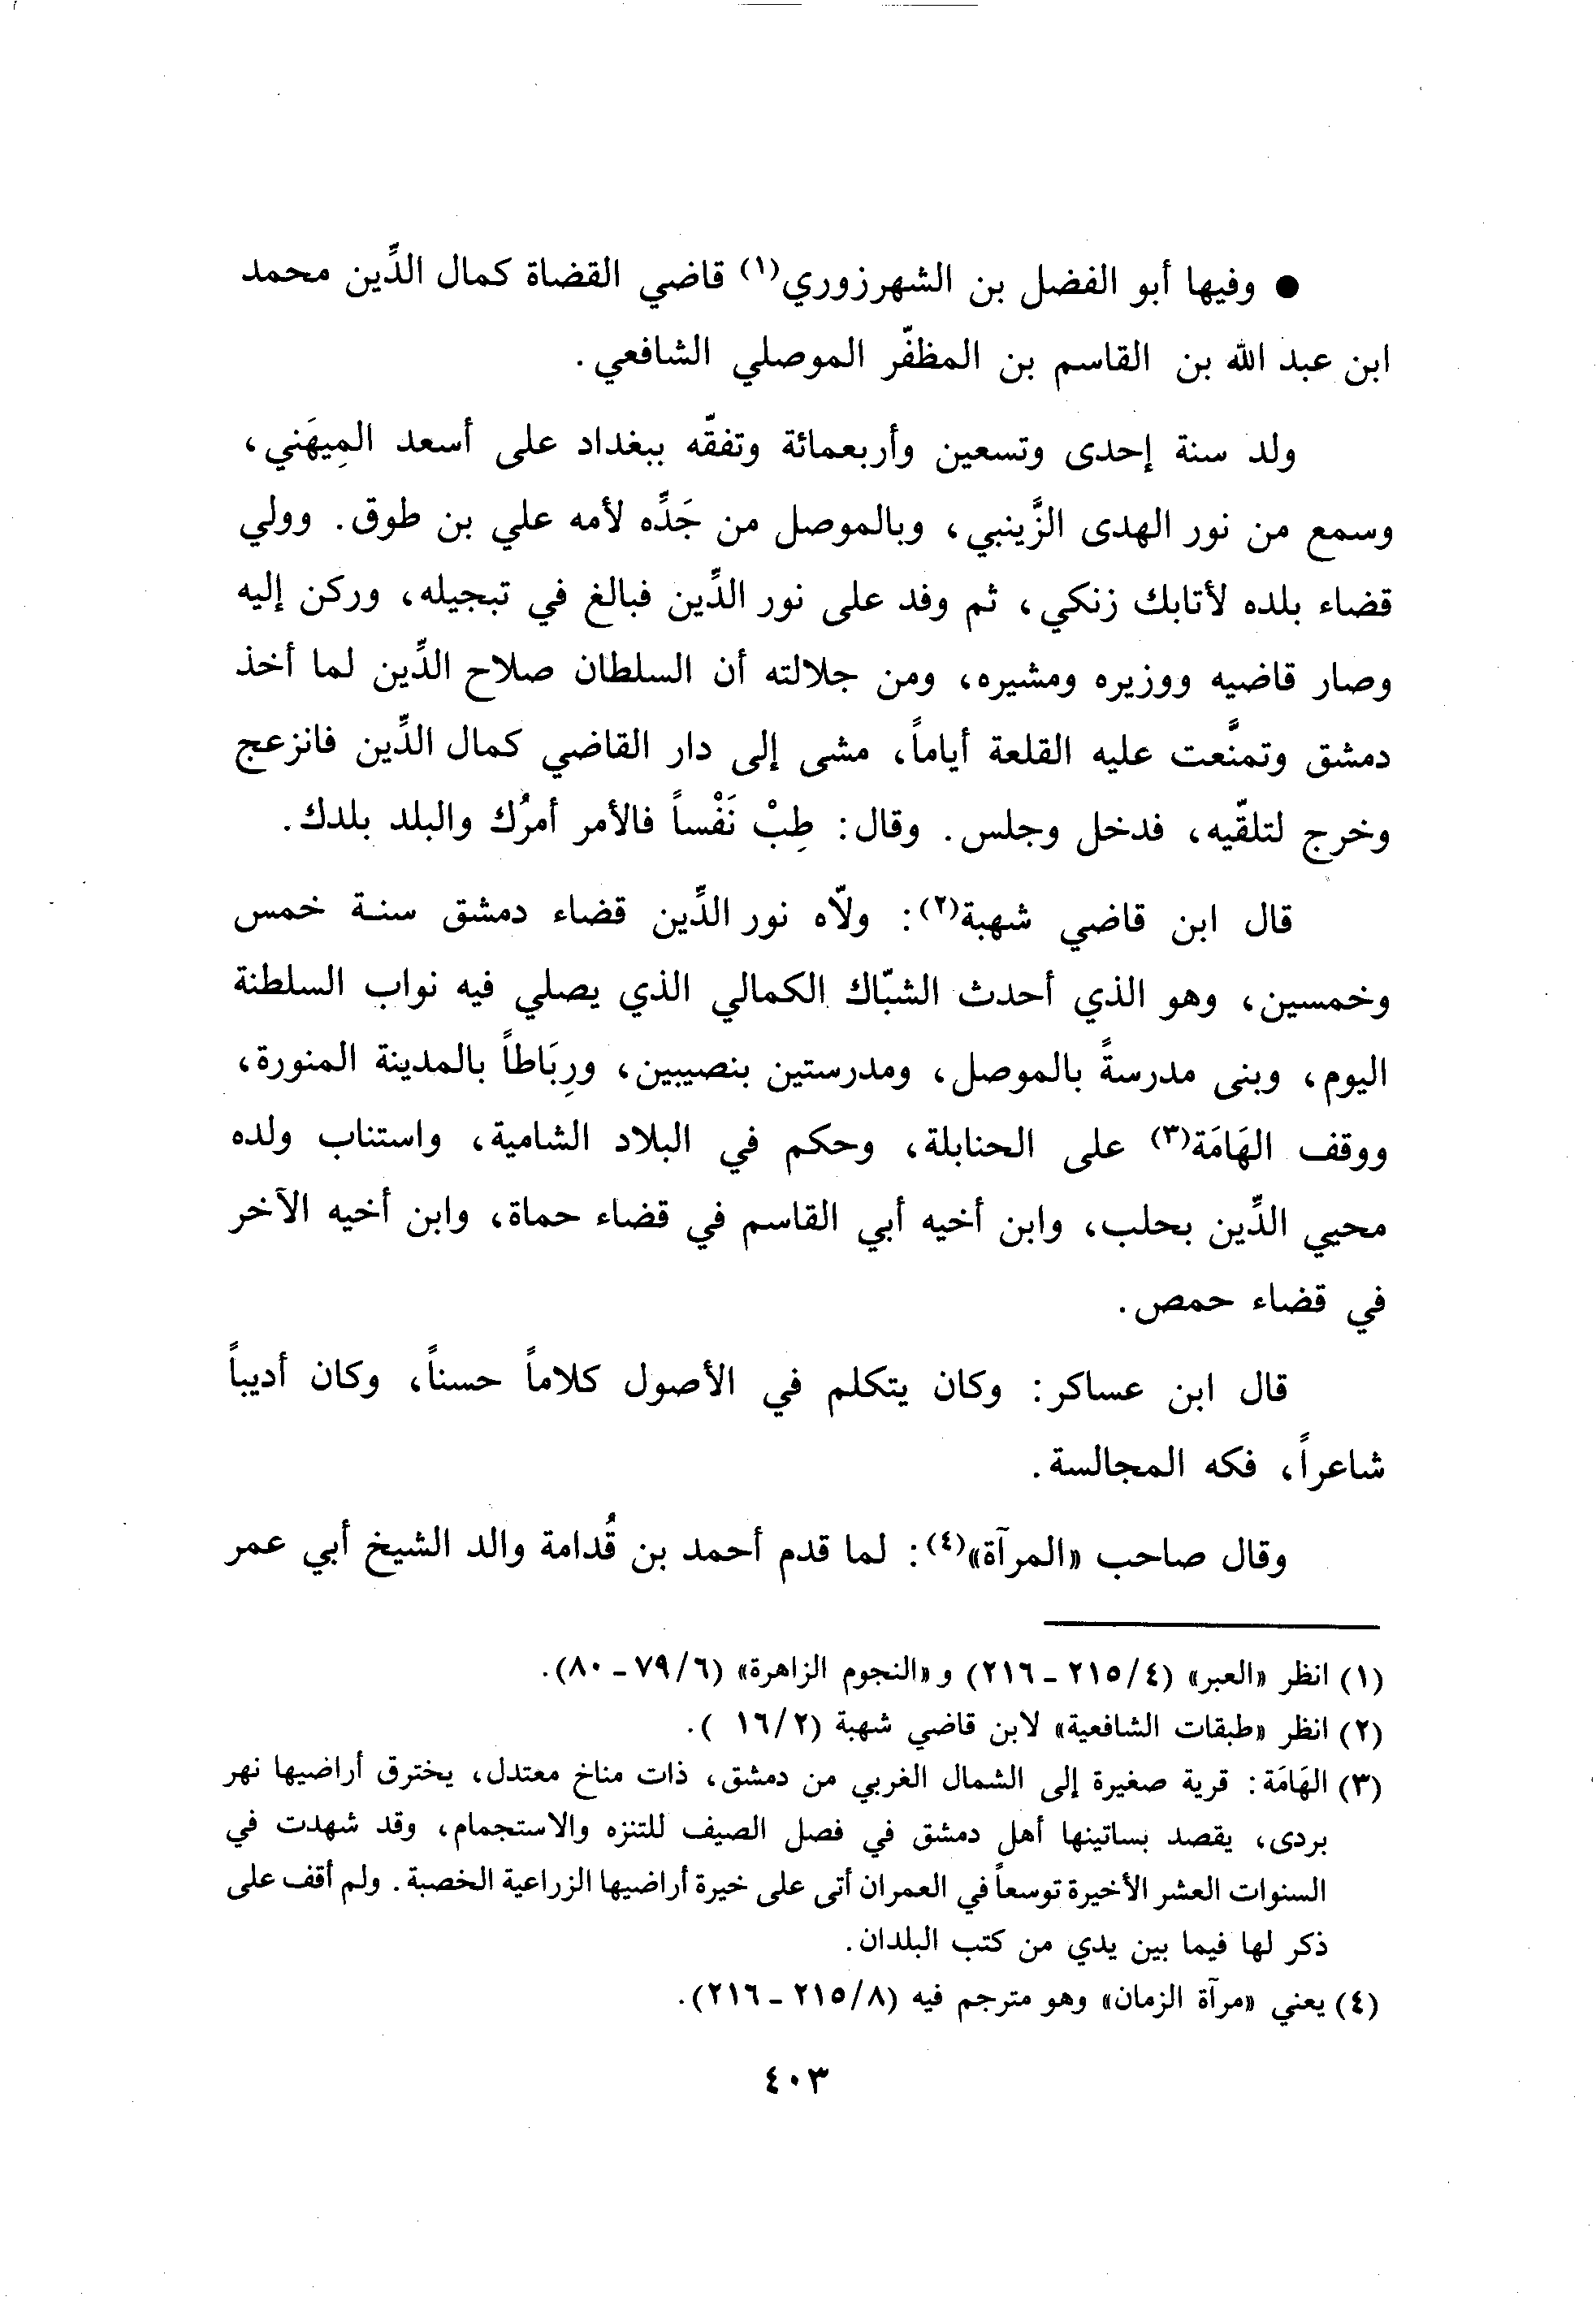 ● وفيها أبو الفضل بن الشهرزوري(١) قاضي القضاة كمال الدِّين محمد
ابن عبد الله بن القاسم بن المظفّر الموصلي الشافعي.
ولد سنة إحدى وتسعين وأربعمائة وتفقّه ببغداد على أسعد المِيهَني،
وسمع من نور الهدى الزَّينبي، وبالموصل من جَدِّه لأمه علي بن طوق. وولي
قضاء بلده لأتابك زنكي، ثم وفد على نور الدِّين فبالغ في تبجيله، وركن إليه
وصار قاضيه ووزيره ومشيره، ومن جلالته أن السلطان صلاح الدِّين لما أخذ
دمشق وتمنَّعت عليه القلعة أياماً، مشى إلى دار القاضي كمال الدِّين فانزعج
وخرج لتلقّيه، فدخل وجلس. وقال: طِبْ نَفْساً فالأمر أمرُك والبلد بلدك.
قال ابن قاضي شهبة(٢): ولّاه نور الدِّين قضاء دمشق سنة خمس
وخمسين، وهو الذي أحدث الشبّاك الكمالي الذي يصلي فيه نواب السلطنة
اليوم، وبنى مدرسةً بالموصل، ومدرستين بنصيبين، ورِبَاطاً بالمدينة المنورة،
ووقف الهَامَة(٣) على الحنابلة، وحكم في البلاد الشامية، واستناب ولده
محيي الدِّين بحلب، وابن أخيه أبي القاسم في قضاء حماة، وابن أخيه الآخر
في قضاء حمص.
قال ابن عساكر: وكان يتكلم في الأصول كلاماً حسناً، وكان أديباً
شاعراً، فكه المجالسة.
وقال صاحب «المرآة»(٤): لما قدم أحمد بن قُدامة والد الشيخ أبي عمر
(١) انظر «العبر» (٤/٢١٥ - ٢١٦) و «النجوم الزاهرة» (٦/٧٩ - ٨٠).
(٢) انظر «طبقات الشافعية» لابن قاضي شهبة (٢/١٦ ).
(٣) الهَامَة: قرية صغيرة إلى الشمال الغربي من دمشق، ذات مناخ معتدل، يخترق أراضيها نهر
بردى، يقصد بساتينها أهل دمشق في فصل الصيف للتنزه والاستجمام، وقد شهدت في
السنوات العشر الأخيرة توسعاً في العمران أتى على خيرة أراضيها الزراعية الخصبة. ولم أقف على
ذكر لها فيما بين يدي من كتب البلدان.
(٤) يعني «مرآة الزمان» وهو مترجم فيه (٨/٢١٥ - ٢١٦).
٤٠٣